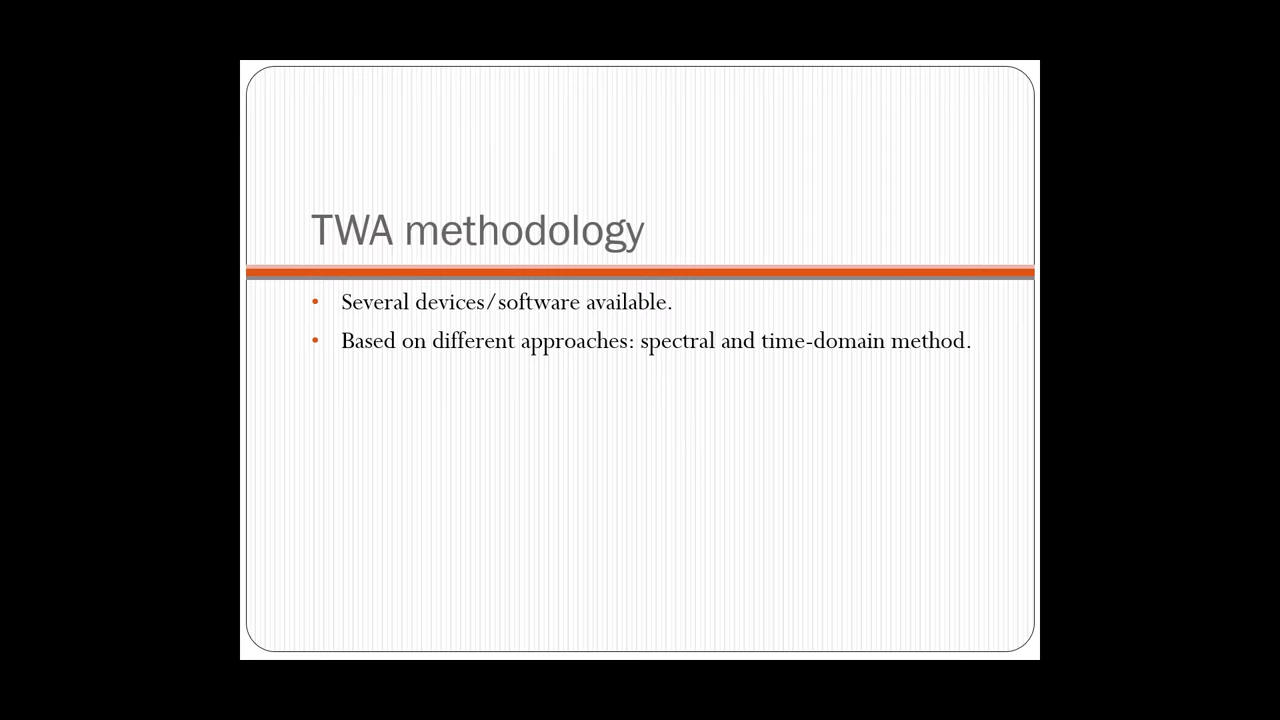 TWA methodology
• Several devices/software available.
• Based on different approaches: spectral and time-domain method.